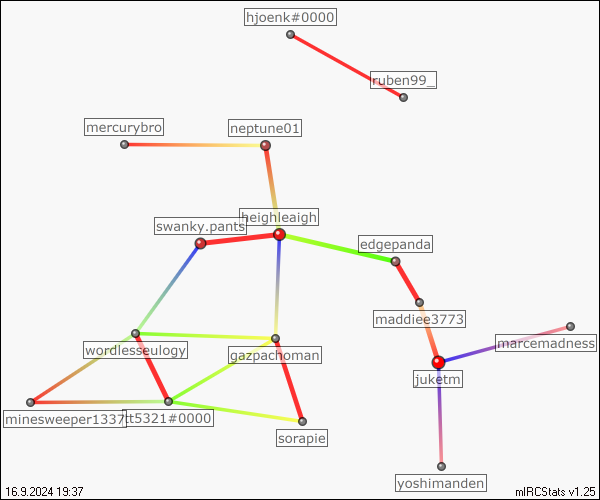 hjoenk#0000
ruben99_
mercurybro
neptune01
heighleaigh
swanky.pants
edgepanda
maddiee3773
marcemadness
wordlesseulogy
gazpachoman
juketm
minesweeper1337
tt5321#0000
sorapie
yoshimanden
16.9.2024 19:37
mIRCStats v1.25